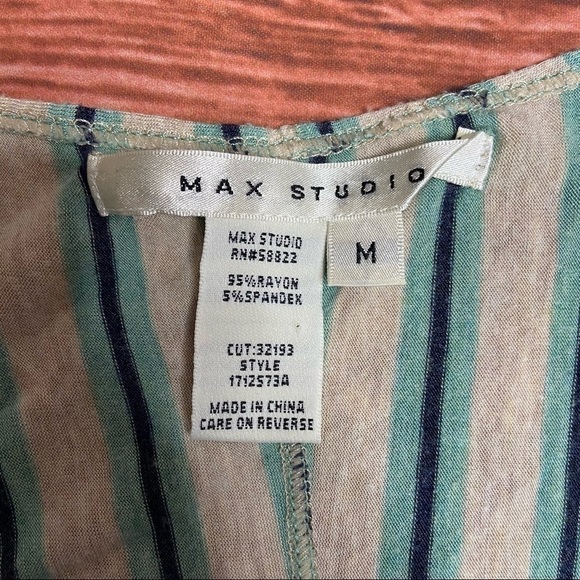 MAX STUDIO
M
MAX STUDIO
RN#58822
95%RAYON
5%SPANDEX
CUT:32193
STYLE
1712S73A
MADE IN CHINA
CARE ON REVERSE